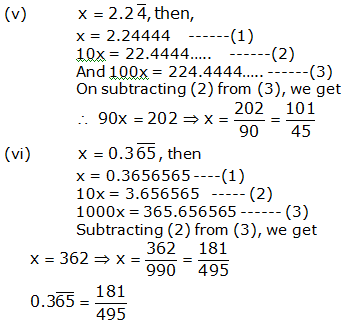 (v) x = 2.24̅, then,
x = 2.24444 ------(1)
10x = 22.4444..... ------(2)
And 100x = 224.4444..... ------(3)
On subtracting (2) from (3), we get
∴ 90x = 202 ⇒ x = 202/90 = 101/45
(vi) x = 0.36̅5̅, then
x = 0.3656565 ----(1)
10x = 3.656565 ----- (2)
1000x = 365.656565 ------ (3)
Subtracting (2) from (3), we get
x = 362 ⇒ x = 362/990 = 181/495
0.36̅5̅ = 181/495